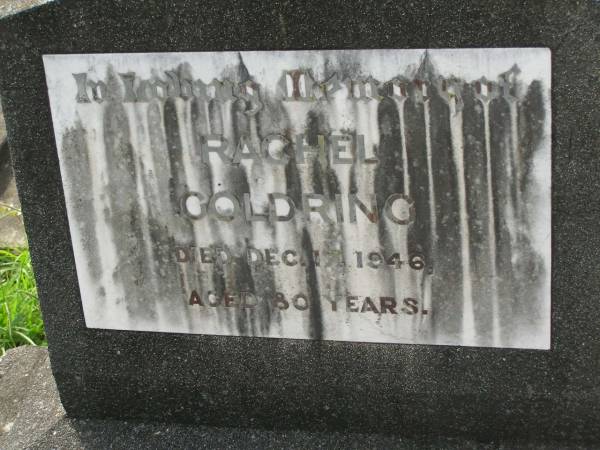 In Loving Memory of
RACHEL
GOLDRING
DIED DEC. 1946,
AGED 80 YEARS.